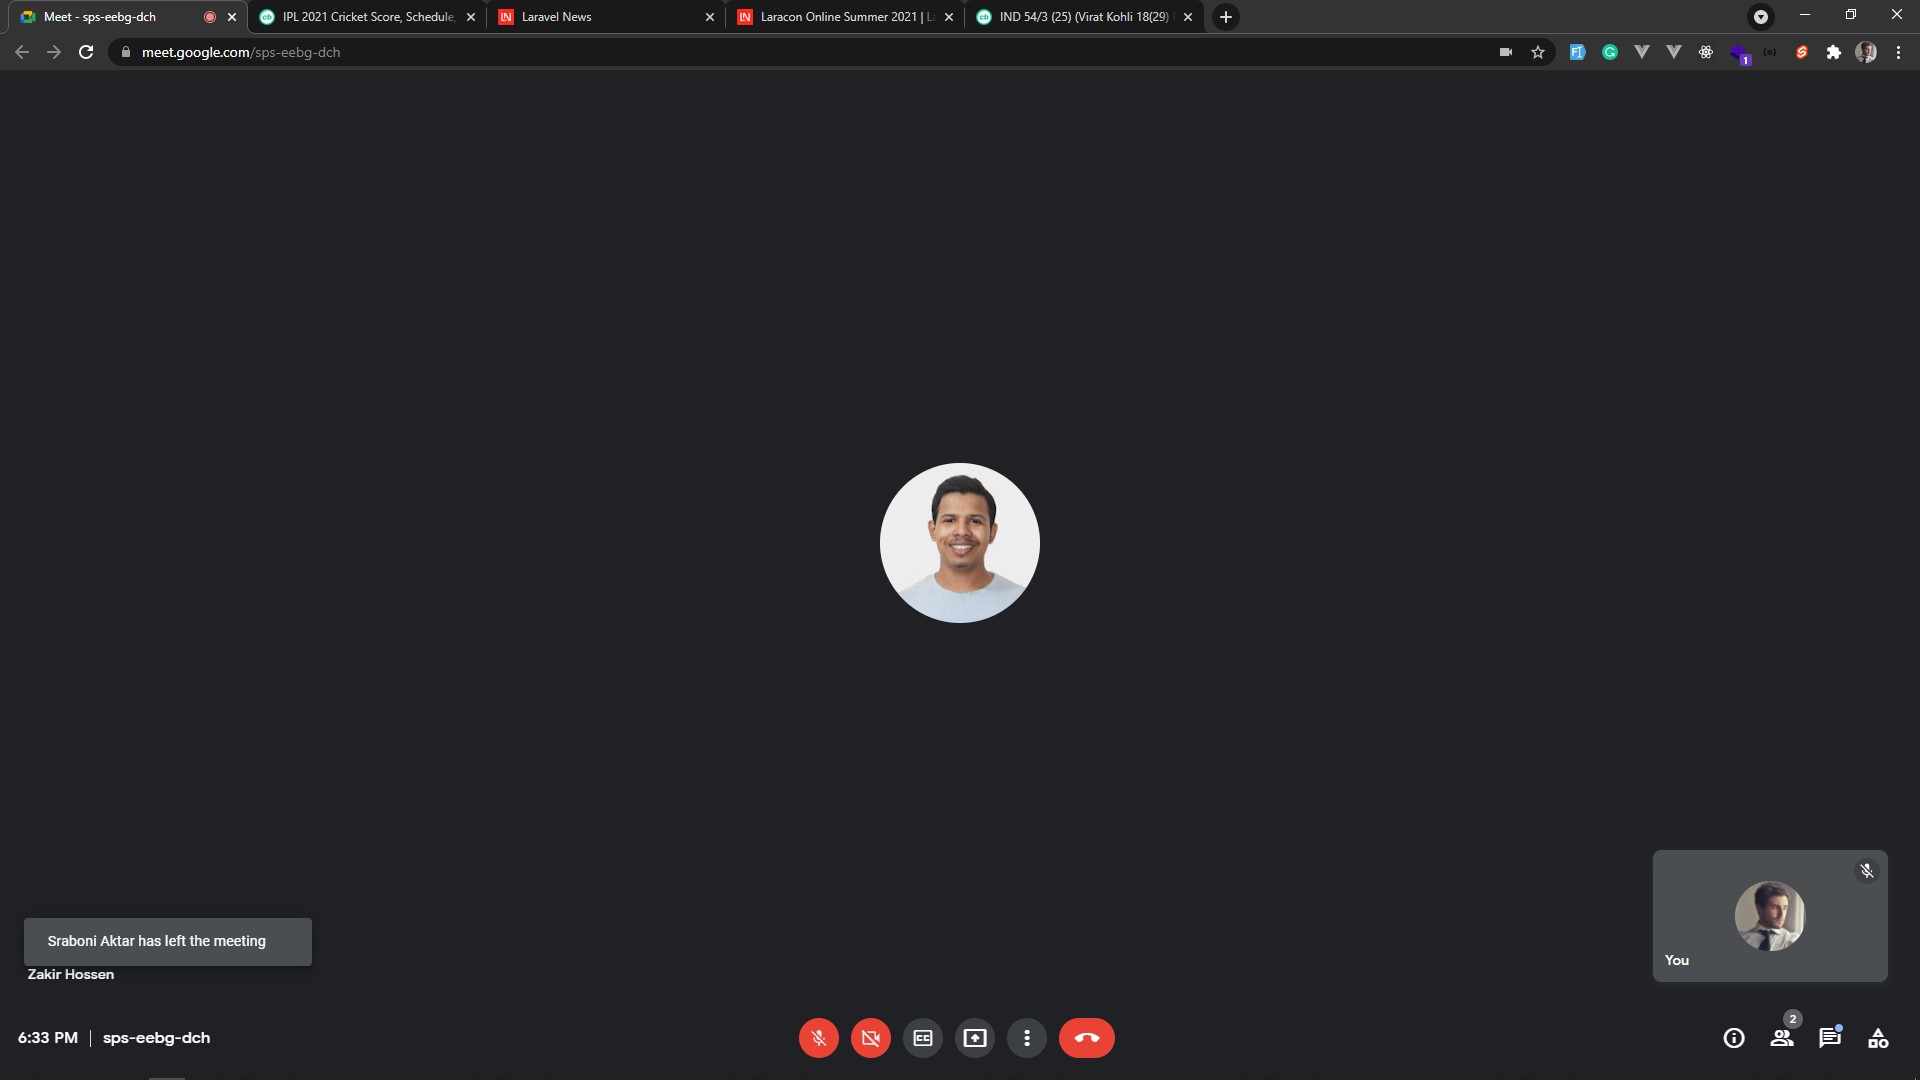 Meet - sps-eebg-dch
IPL 2021 Cricket Score, Schedule,
Laravel News
Laracon Online Summer 2021 | L
IND 54/3 (25) (Virat Kohli 18(29)
meet.google.com/sps-eebg-dch
1
Sraboni Aktar has left the meeting
Zakir Hossen
You
6:33 PM | sps-eebg-dch
CC
2